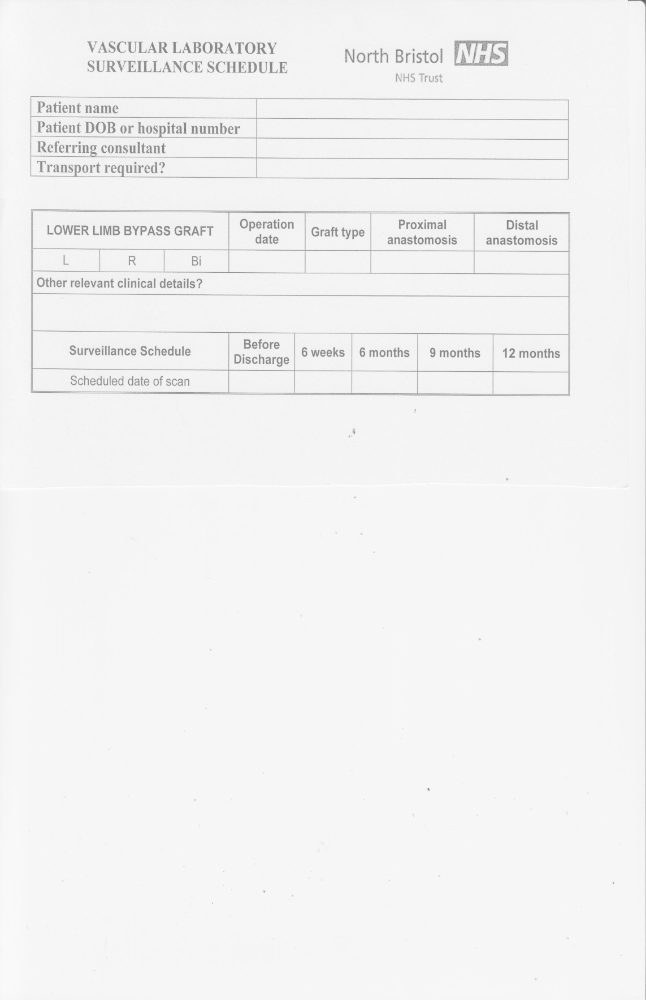 VASCULAR LABORATORY
SURVEILLANCE SCHEDULE
North Bristol NHS
NHS Trust
Patient name
Patient DOB or hospital number
Referring consultant
Transport required?
LOWER LIMB BYPASS GRAFT
Operation
date
Graft type
Proximal
anastomosis
Distal
anastomosis
L R Bi
Other relevant clinical details?
Surveillance Schedule
Before
Discharge
6 weeks
6 months
9 months
12 months
Scheduled date of scan